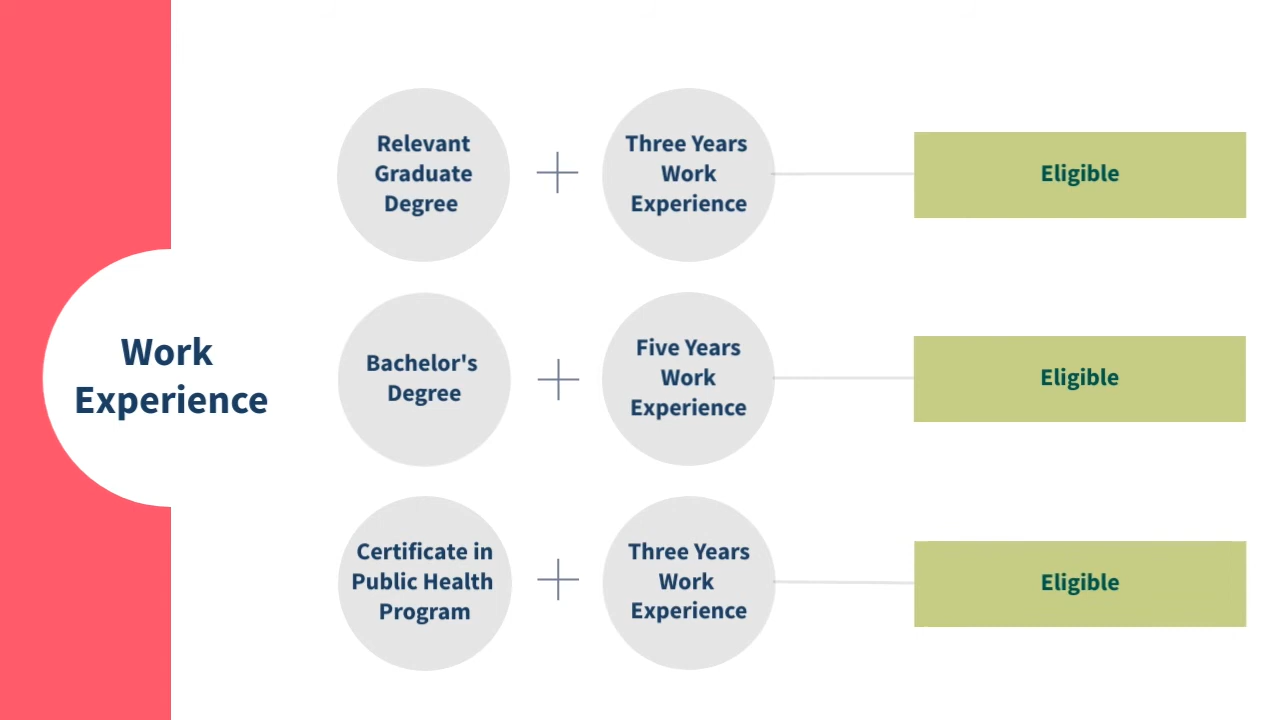 Work
Experience
Relevant
Graduate
Degree
Three Years
Work
Experience
Eligible
Bachelor's
Degree
Five Years
Work
Experience
Eligible
Certificate in
Public Health
Program
Three Years
Work
Experience
Eligible